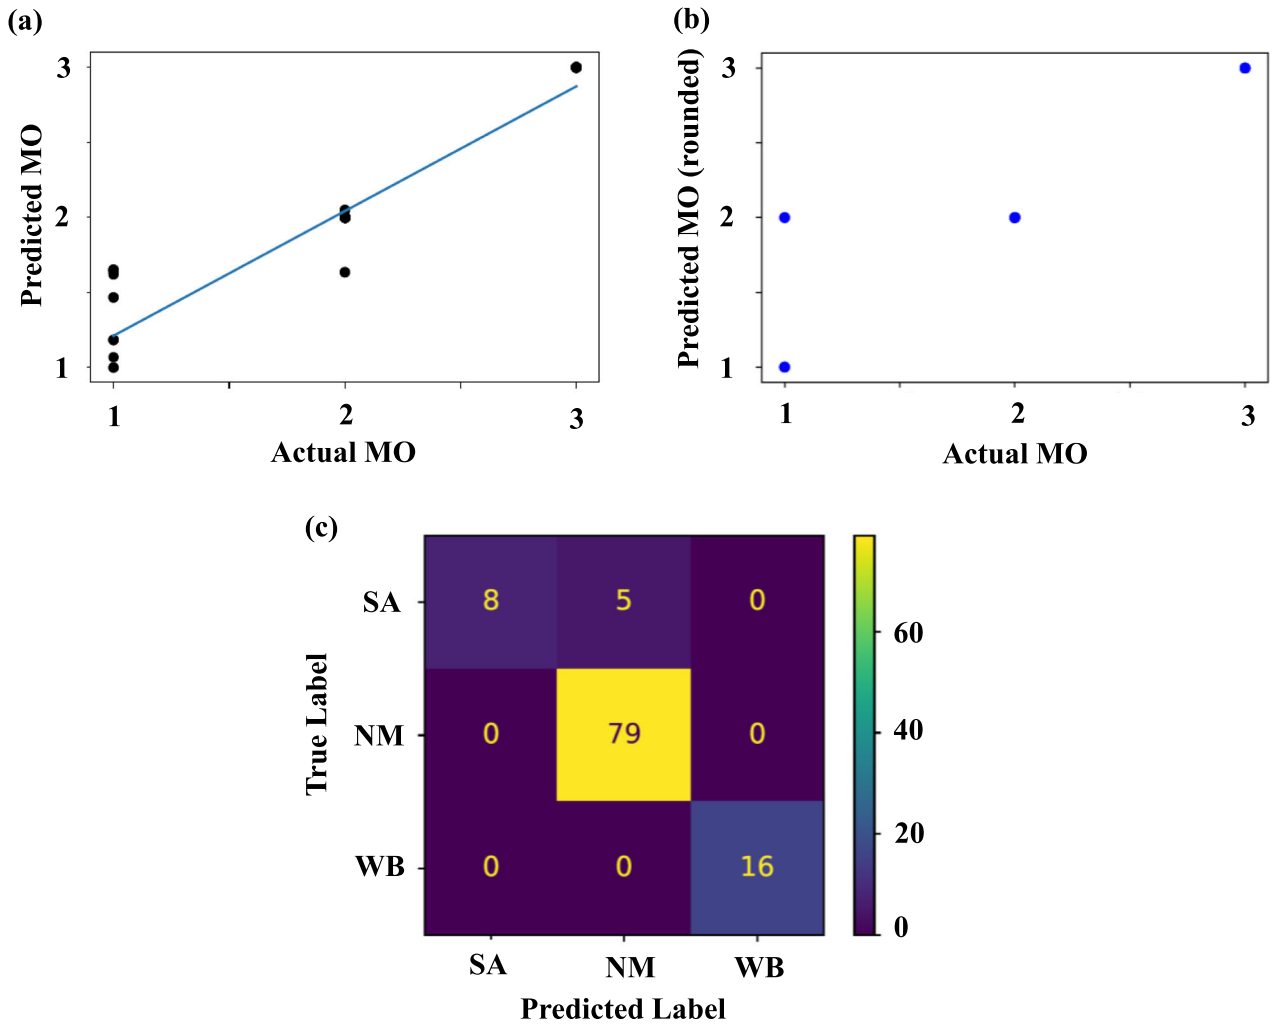 (a)
3
2
1
Predicted MO
1
2
3
Actual MO
(b)
3
2
1
Predicted MO (rounded)
1
2
3
Actual MO
(c)
SA
NM
WB
True Label
8 5 0
0 79 0
0 0 16
SA NM WB
Predicted Label
60
40
20
0